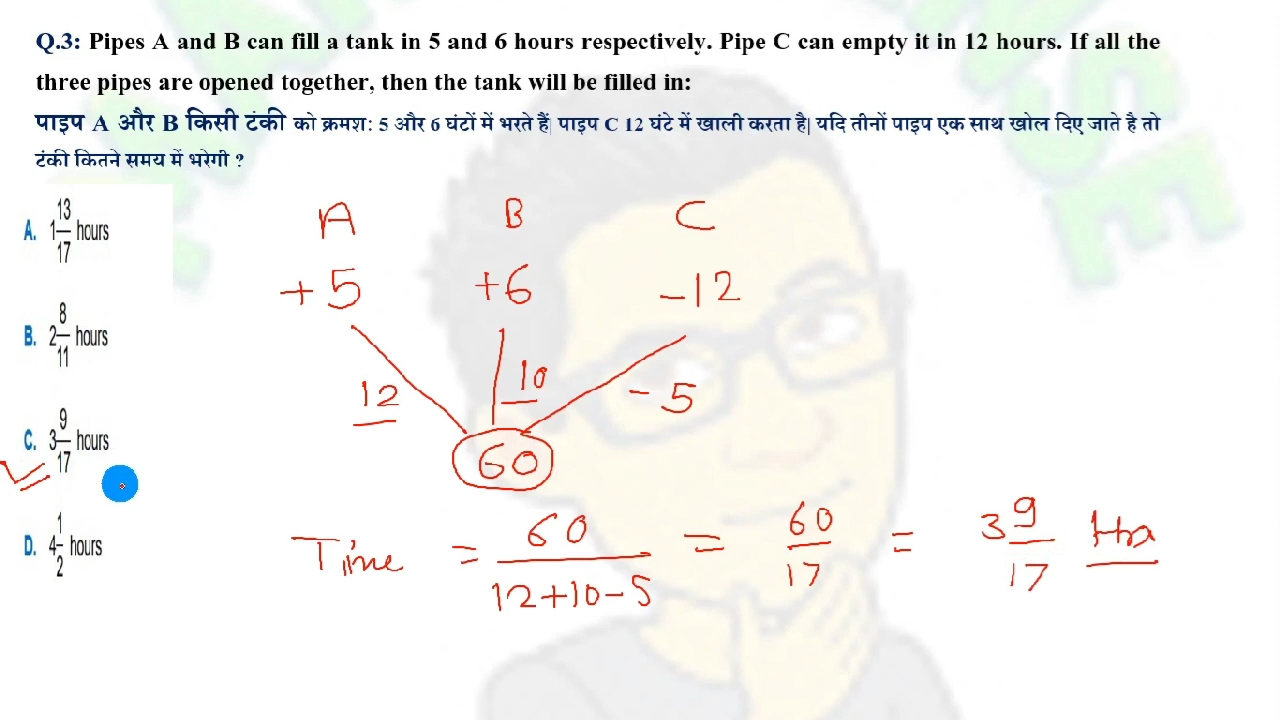 Q.3: Pipes A and B can fill a tank in 5 and 6 hours respectively. Pipe C can empty it in 12 hours. If all the
three pipes are opened together, then the tank will be filled in:
पाइप A और B किसी टंकी को क्रमश: 5 और 6 घंटों में भरते हैं| पाइप C 12 घंटे में खाली करता है| यदि तीनों पाइप एक साथ खोल दिए जाते है तो
टंकी कितने समय में भरेगी ?
A. 1 13/17 hours
B. 2 8/11 hours
C. 3 9/17 hours
D. 4 1/2 hours
A B C
+5 +6 -12
12 10 -5
60
Time = 60/(12+10-5) = 60/17 = 3 9/17